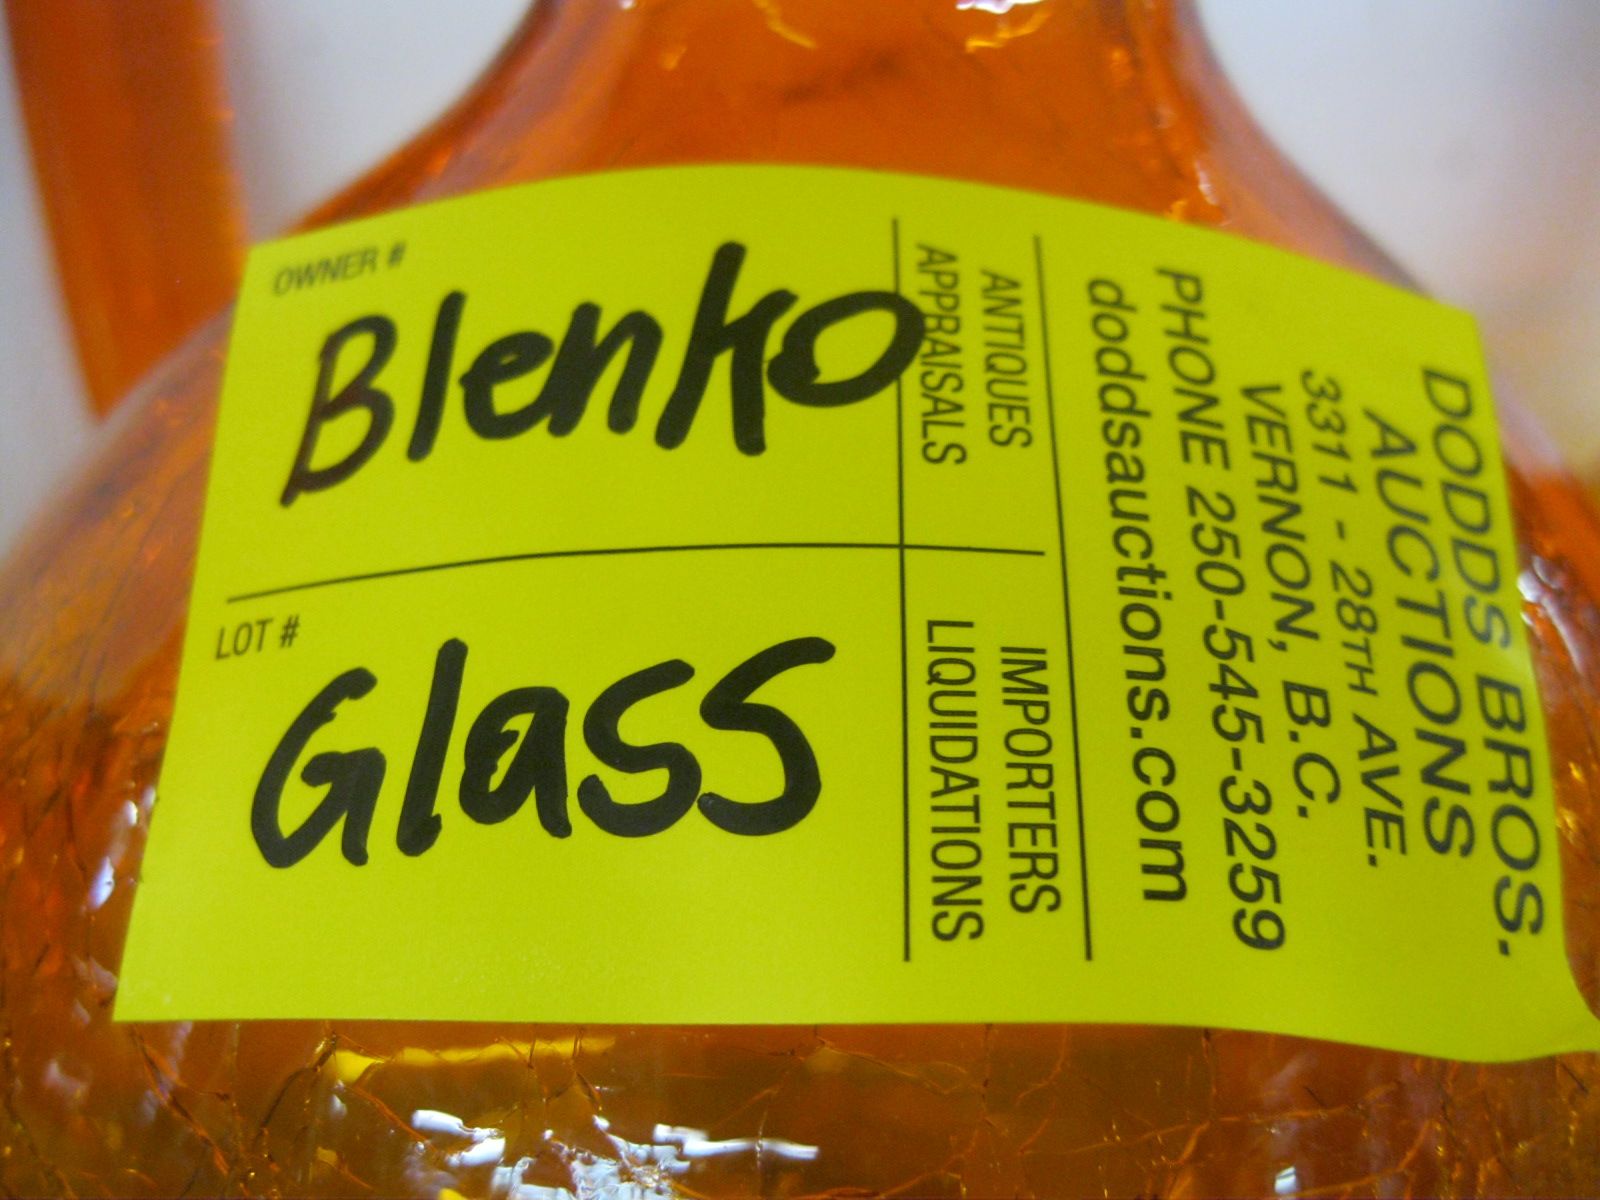 OWNER #
Blenko
LOT #
Glass
ANTIQUES
APPRAISALS
IMPORTERS
LIQUIDATIONS
DODDS BROS.
AUCTIONS
3311 - 28TH AVE.
VERNON, B.C.
PHONE 250-545-3259
doddsauctions.com